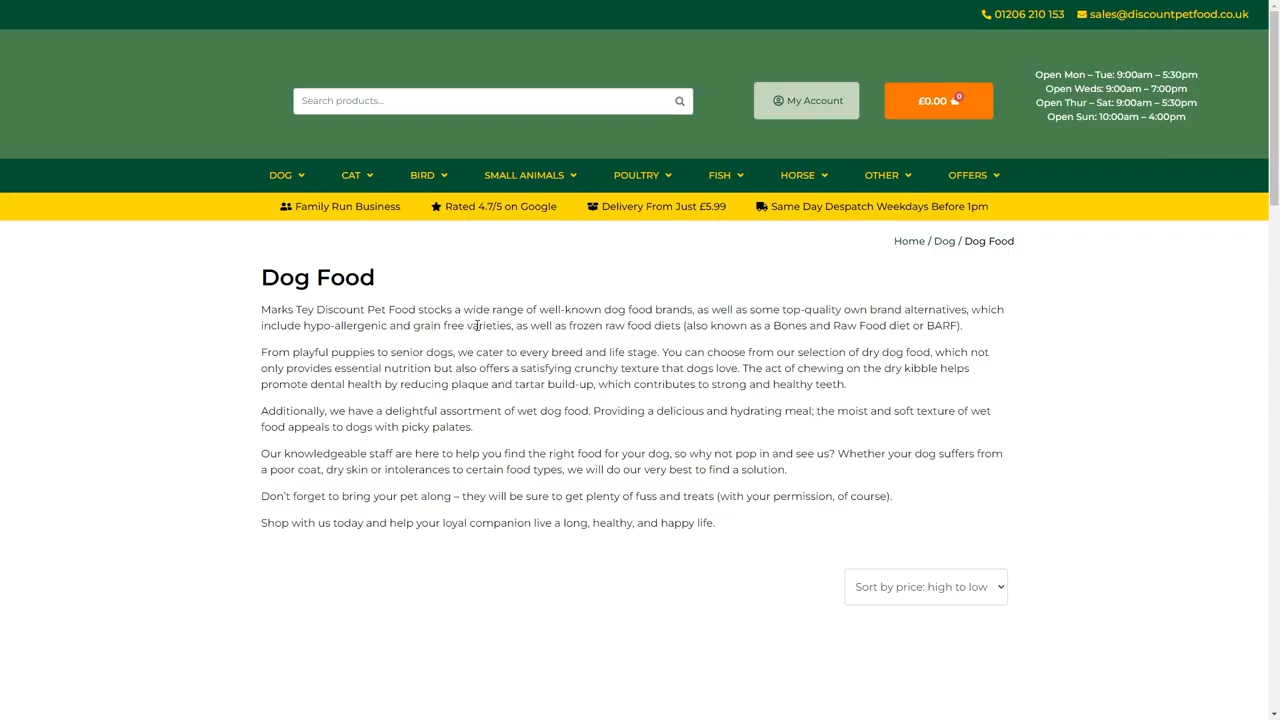 01206 210 153 sales@discountpetfood.co.uk
Search products...
My Account
£0.00 0
Open Mon – Tue: 9:00am – 5:30pm
Open Weds: 9:00am – 7:00pm
Open Thur – Sat: 9:00am – 5:30pm
Open Sun: 10:00am – 4:00pm
DOG CAT BIRD SMALL ANIMALS POULTRY FISH HORSE OTHER OFFERS
Family Run Business Rated 4.7/5 on Google Delivery From Just £5.99 Same Day Despatch Weekdays Before 1pm
Home / Dog / Dog Food
Dog Food
Marks Tey Discount Pet Food stocks a wide range of well-known dog food brands, as well as some top-quality own brand alternatives, which
include hypo-allergenic and grain free varieties, as well as frozen raw food diets (also known as a Bones and Raw Food diet or BARF).
From playful puppies to senior dogs, we cater to every breed and life stage. You can choose from our selection of dry dog food, which not
only provides essential nutrition but also offers a satisfying crunchy texture that dogs love. The act of chewing on the dry kibble helps
promote dental health by reducing plaque and tartar build-up, which contributes to strong and healthy teeth.
Additionally, we have a delightful assortment of wet dog food. Providing a delicious and hydrating meal; the moist and soft texture of wet
food appeals to dogs with picky palates.
Our knowledgeable staff are here to help you find the right food for your dog, so why not pop in and see us? Whether your dog suffers from
a poor coat, dry skin or intolerances to certain food types, we will do our very best to find a solution.
Don't forget to bring your pet along – they will be sure to get plenty of fuss and treats (with your permission, of course).
Shop with us today and help your loyal companion live a long, healthy, and happy life.
Sort by price: high to low